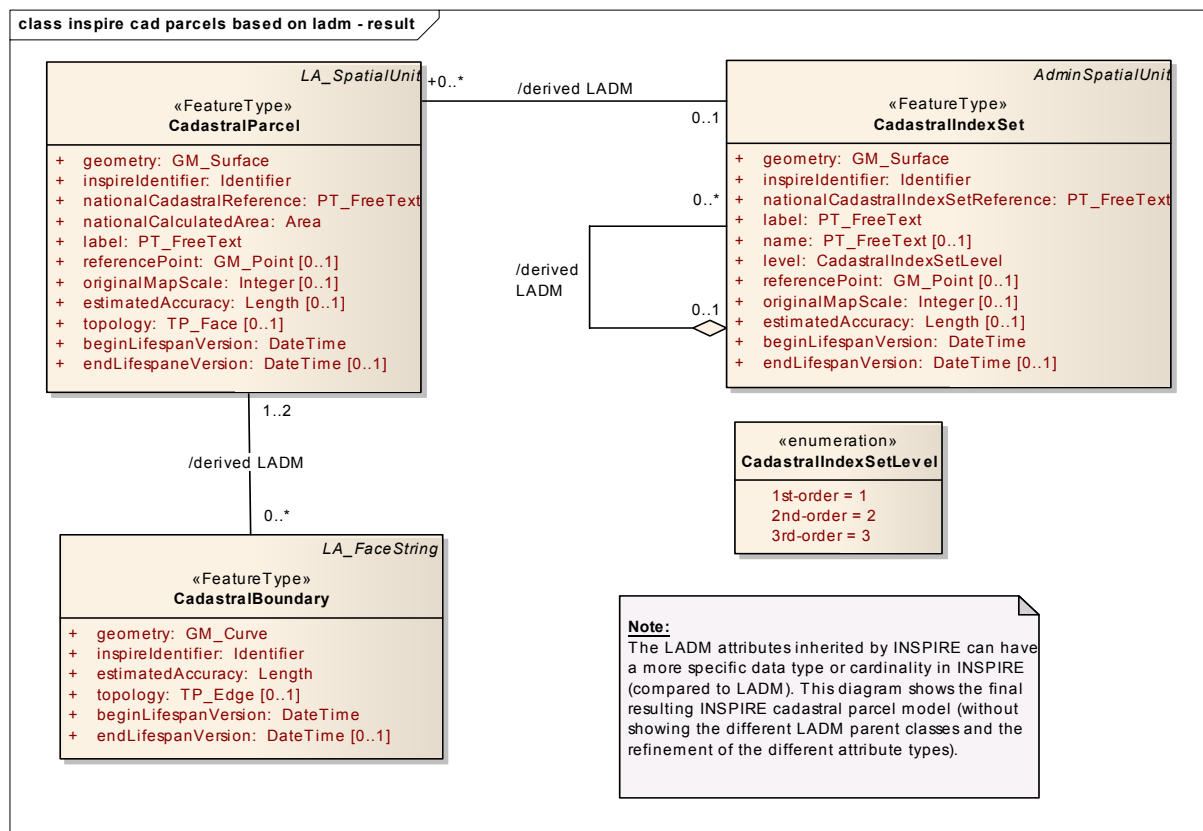 class inspire cad parcels based on ladm - result
LA_SpatialUnit
«FeatureType»
CadastralParcel
+ geometry: GM_Surface
+ inspireIdentifier: Identifier
+ nationalCadastralReference: PT_FreeText
+ nationalCalculatedArea: Area
+ label: PT_FreeText
+ referencePoint: GM_Point [0..1]
+ originalMapScale: Integer [0..1]
+ estimatedAccuracy: Length [0..1]
+ topology: TP_Face [0..1]
+ beginLifespanVersion: DateTime
+ endLifespaneVersion: DateTime [0..1]
+0..*
/derived LADM
0..1
AdminSpatialUnit
«FeatureType»
CadastralIndexSet
+ geometry: GM_Surface
+ inspireIdentifier: Identifier
+ nationalCadastralIndexSetReference: PT_FreeText
+ label: PT_FreeText
+ name: PT_FreeText [0..1]
+ level: CadastralIndexSetLevel
+ referencePoint: GM_Point [0..1]
+ originalMapScale: Integer [0..1]
+ estimatedAccuracy: Length [0..1]
+ beginLifespanVersion: DateTime
+ endLifespanVersion: DateTime [0..1]
0..*
/derived
LADM
0..1
1..2
/derived LADM
0..*
LA_FaceString
«FeatureType»
CadastralBoundary
+ geometry: GM_Curve
+ inspireIdentifier: Identifier
+ estimatedAccuracy: Length
+ topology: TP_Edge [0..1]
+ beginLifespanVersion: DateTime
+ endLifespanVersion: DateTime [0..1]
«enumeration»
CadastralIndexSetLevel
1st-order = 1
2nd-order = 2
3rd-order = 3
Note:
The LADM attributes inherited by INSPIRE can have
a more specific data type or cardinality in INSPIRE
(compared to LADM). This diagram shows the final
resulting INSPIRE cadastral parcel model (without
showing the different LADM parent classes and the
refinement of the different attribute types).